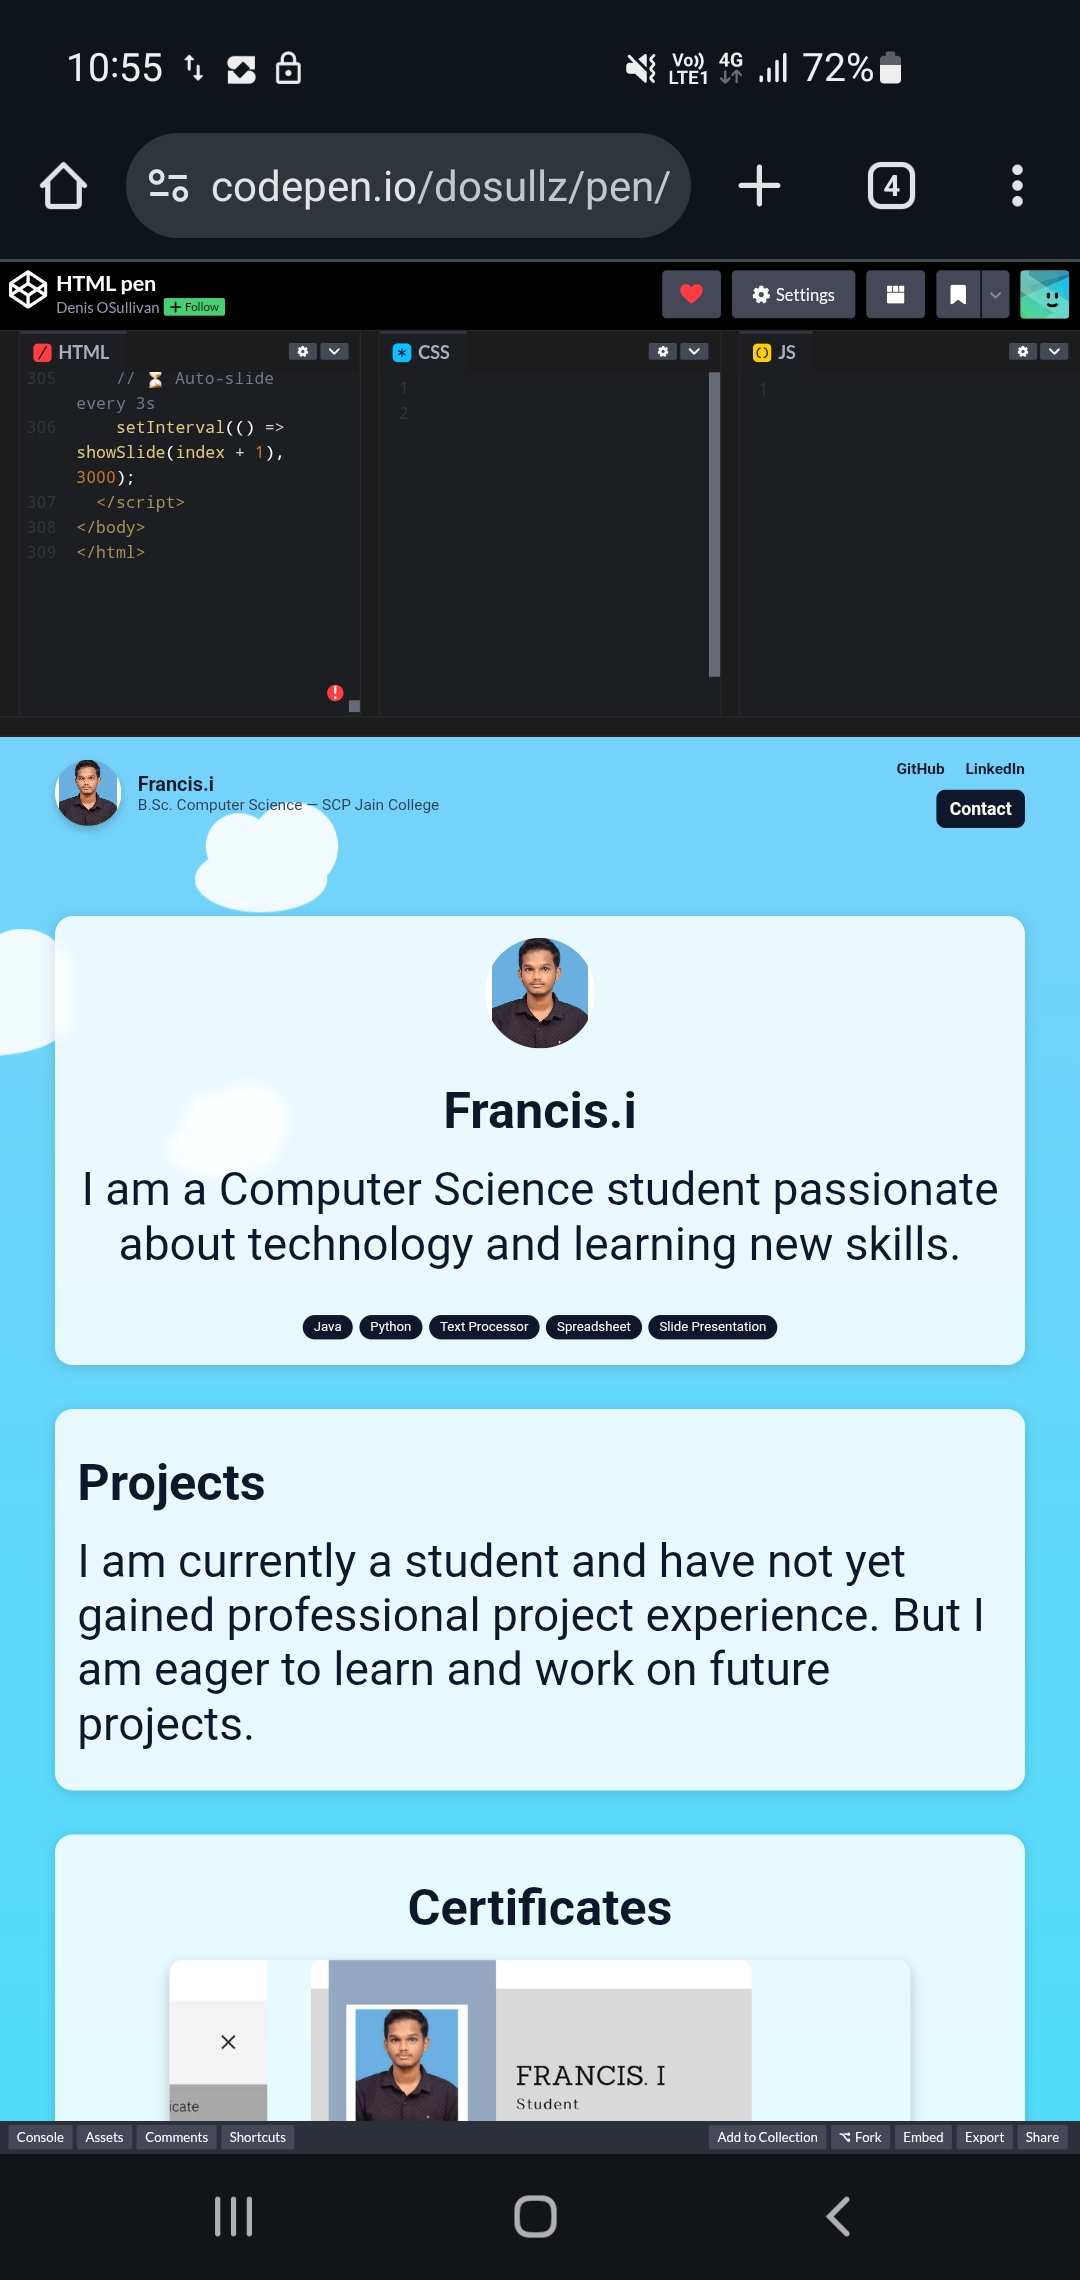 10:55
Vo)) LTE1
4G
72%
codepen.io/dosullz/pen/
4
HTML pen
Denis OSullivan
+ Follow
Settings
HTML
CSS
JS
305 // ⏳ Auto-slide
every 3s
306 setInterval(() =>
showSlide(index + 1),
3000);
307 </script>
308 </body>
309 </html>
1
2
1
Francis.i
B.Sc. Computer Science — SCP Jain College
GitHub LinkedIn
Contact
Francis.i
I am a Computer Science student passionate
about technology and learning new skills.
Java Python Text Processor Spreadsheet Slide Presentation
Projects
I am currently a student and have not yet
gained professional project experience. But I
am eager to learn and work on future
projects.
Certificates
icate
FRANCIS. I
Student
Console Assets Comments Shortcuts Add to Collection Fork Embed Export Share